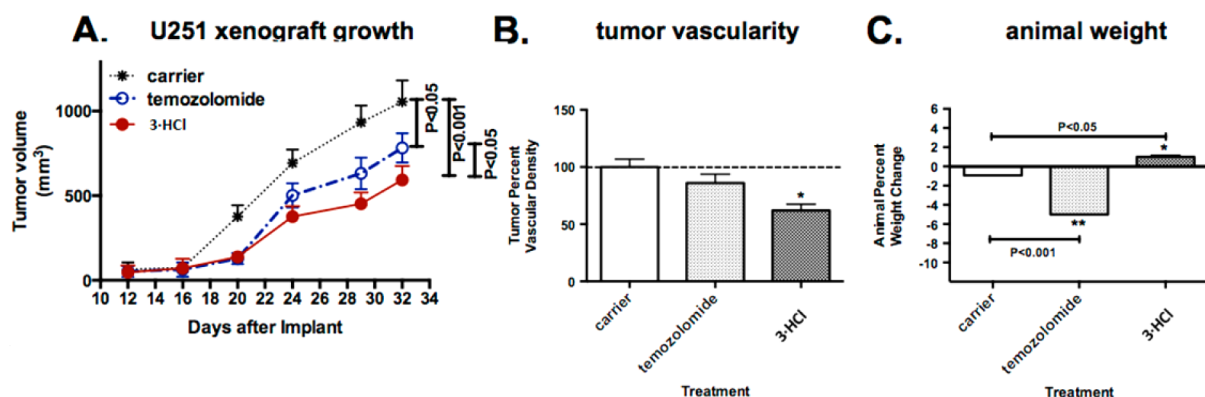 A. U251 xenograft growth
carrier
temozolomide
3·HCl
Tumor volume
(mm³)
1000
500
0
10 12 14 16 18 20 22 24 26 28 30 32 34
Days after Implant
P<0.05
P<0.001
P<0.05
B. tumor vascularity
Tumor Percent
Vascular Density
150
100
50
0
*
carrier
temozolomide
3·HCl
Treatment
C. animal weight
Animal Percent
Weight Change
6
4
2
0
-2
-4
-6
-8
-10
P<0.05
*
**
P<0.001
carrier
temozolomide
3·HCl
Treatment